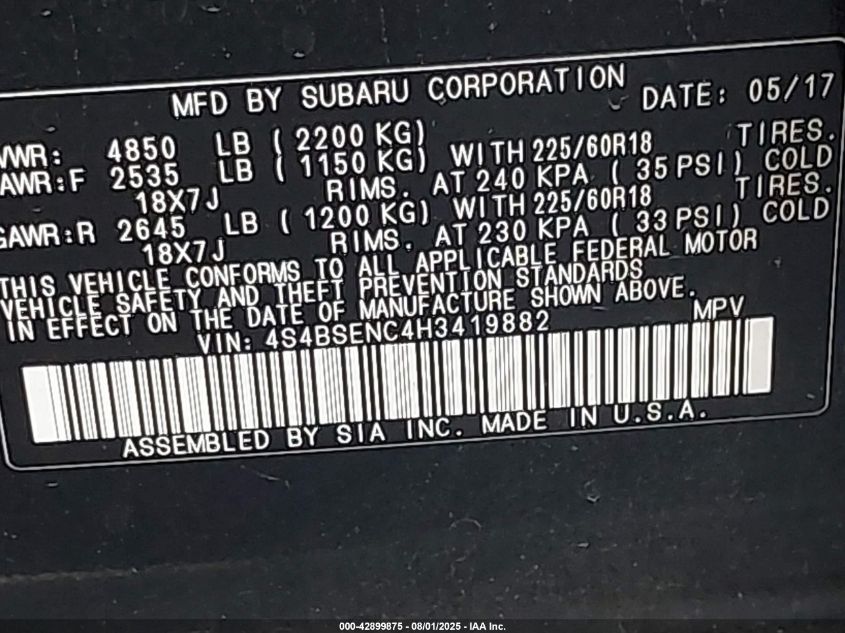 MFD BY SUBARU CORPORATION DATE: 05/17
VWR: 4850 LB ( 2200 KG)
AWR:F 2535 LB ( 1150 KG) WITH 225/60R18 TIRES.
18X7J RIMS. AT 240 KPA ( 35 PSI) COLD
GAWR:R 2645 LB ( 1200 KG) WITH 225/60R18 TIRES.
18X7J RIMS. AT 230 KPA ( 33 PSI) COLD
THIS VEHICLE CONFORMS TO ALL APPLICABLE FEDERAL MOTOR
VEHICLE SAFETY AND THEFT PREVENTION STANDARDS
IN EFFECT ON THE DATE OF MANUFACTURE SHOWN ABOVE.
VIN: 4S4BSENC4H3419882 MPV
ASSEMBLED BY SIA INC. MADE IN U.S.A.
000-42899875 - 08/01/2025 - IAA Inc.